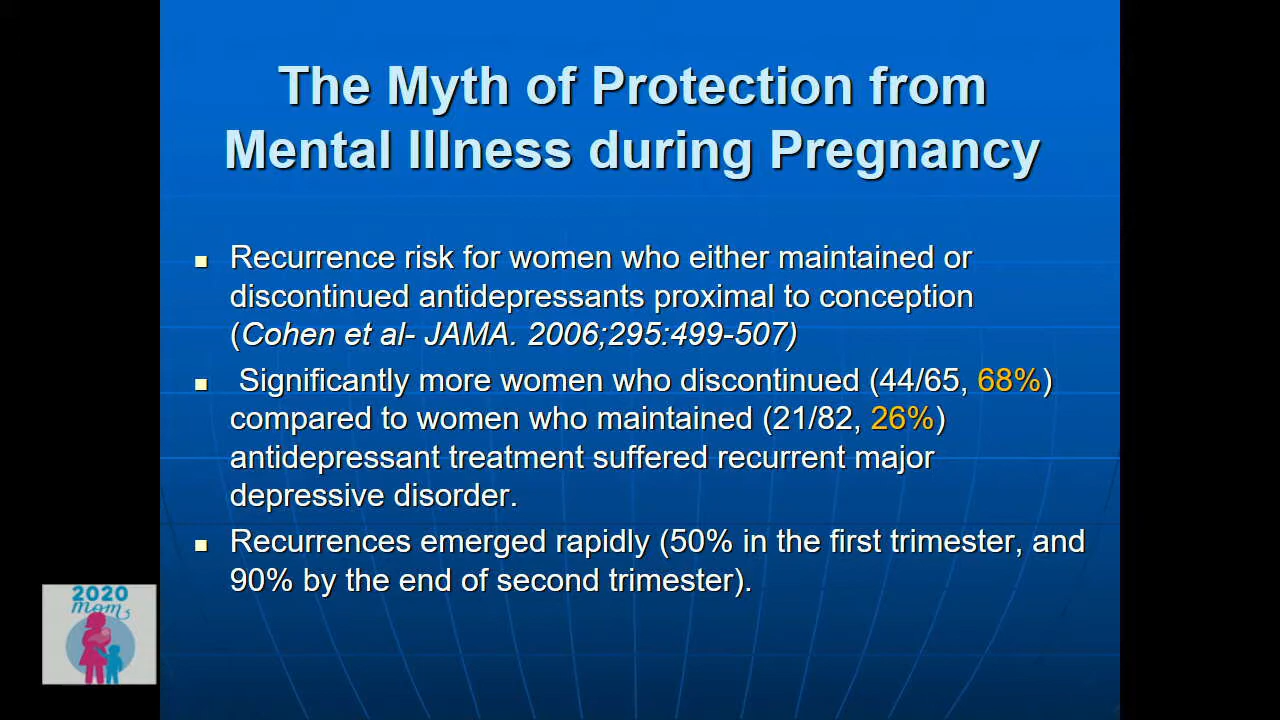 The Myth of Protection from
Mental Illness during Pregnancy
Recurrence risk for women who either maintained or
discontinued antidepressants proximal to conception
(Cohen et al- JAMA. 2006;295:499-507)
Significantly more women who discontinued (44/65, 68%)
compared to women who maintained (21/82, 26%)
antidepressant treatment suffered recurrent major
depressive disorder.
Recurrences emerged rapidly (50% in the first trimester, and
90% by the end of second trimester).
2020
mom